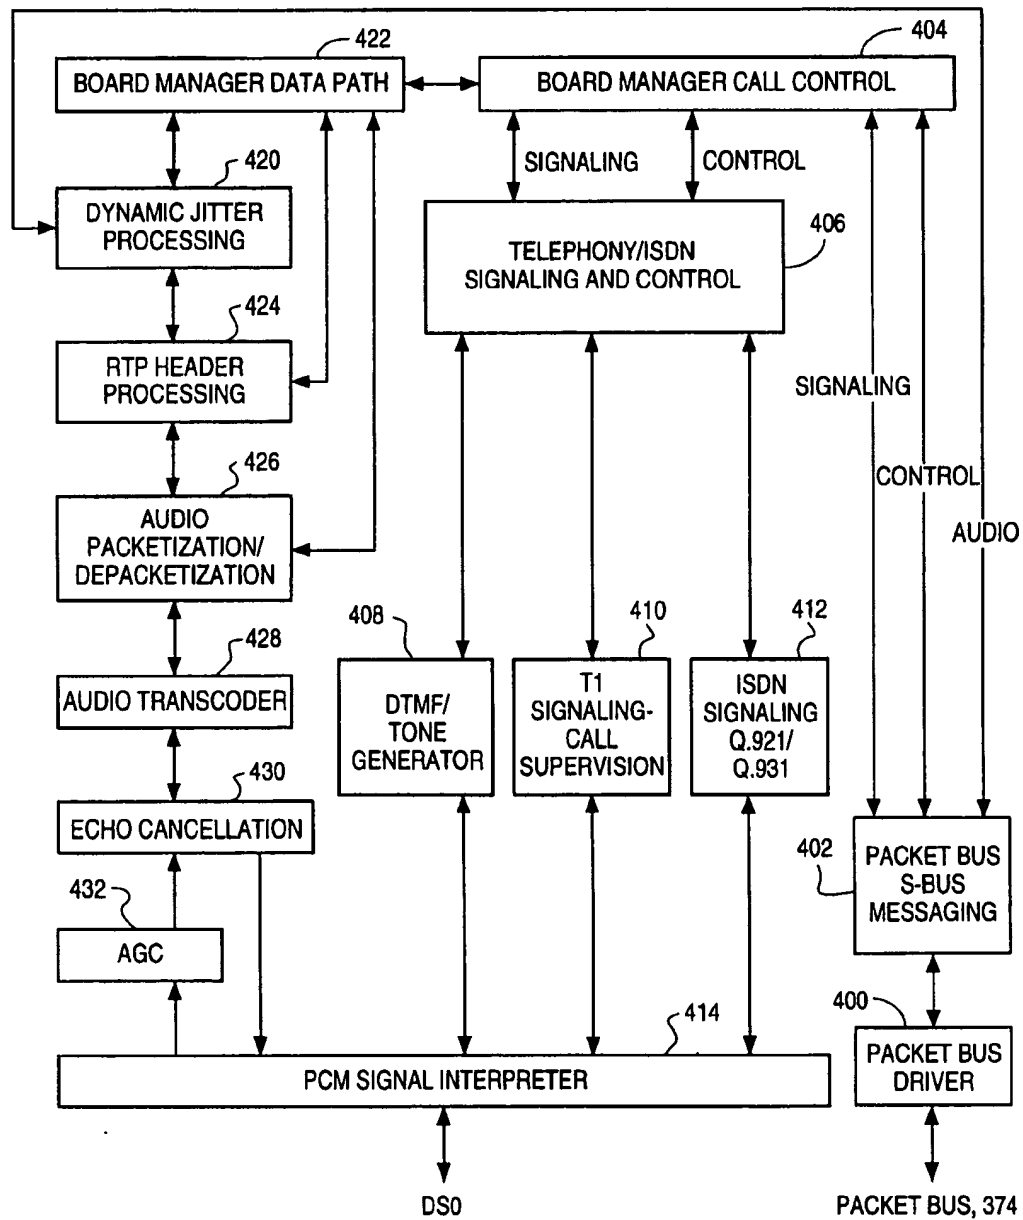 422
404
BOARD MANAGER DATA PATH
BOARD MANAGER CALL CONTROL
SIGNALING
CONTROL
420
DYNAMIC JITTER
PROCESSING
406
TELEPHONY/ISDN
SIGNALING AND CONTROL
424
RTP HEADER
PROCESSING
SIGNALING
CONTROL
AUDIO
426
AUDIO
PACKETIZATION/
DEPACKETIZATION
428
AUDIO TRANSCODER
408
DTMF/
TONE
GENERATOR
410
T1
SIGNALING-
CALL
SUPERVISION
412
ISDN
SIGNALING
Q.921/
Q.931
430
ECHO CANCELLATION
432
AGC
402
PACKET BUS
S-BUS
MESSAGING
414
PCM SIGNAL INTERPRETER
400
PACKET BUS
DRIVER
DS0
PACKET BUS, 374